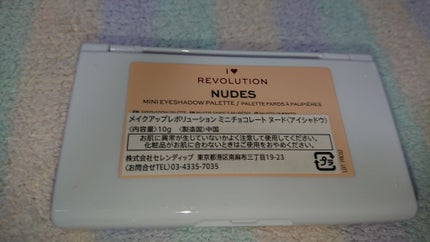 I ♥
REVOLUTION
NUDES
MINI EYESHADOW PALETTE / PALETTE FARDS À PAUPIÈRES
メイクアップレボリューション ミニチョコレート ヌード〈アイシャドウ〉
〈内容量〉10g 〈製造国〉中国
お肌に異常が生じていないかよく注意して使用してください。
化粧品がお肌に合わないときはご使用をおやめください。
株式会社セレンディップ 東京都港区南麻布三丁目19-23
〈お問合せTEL〉03-4335-7035
プラ